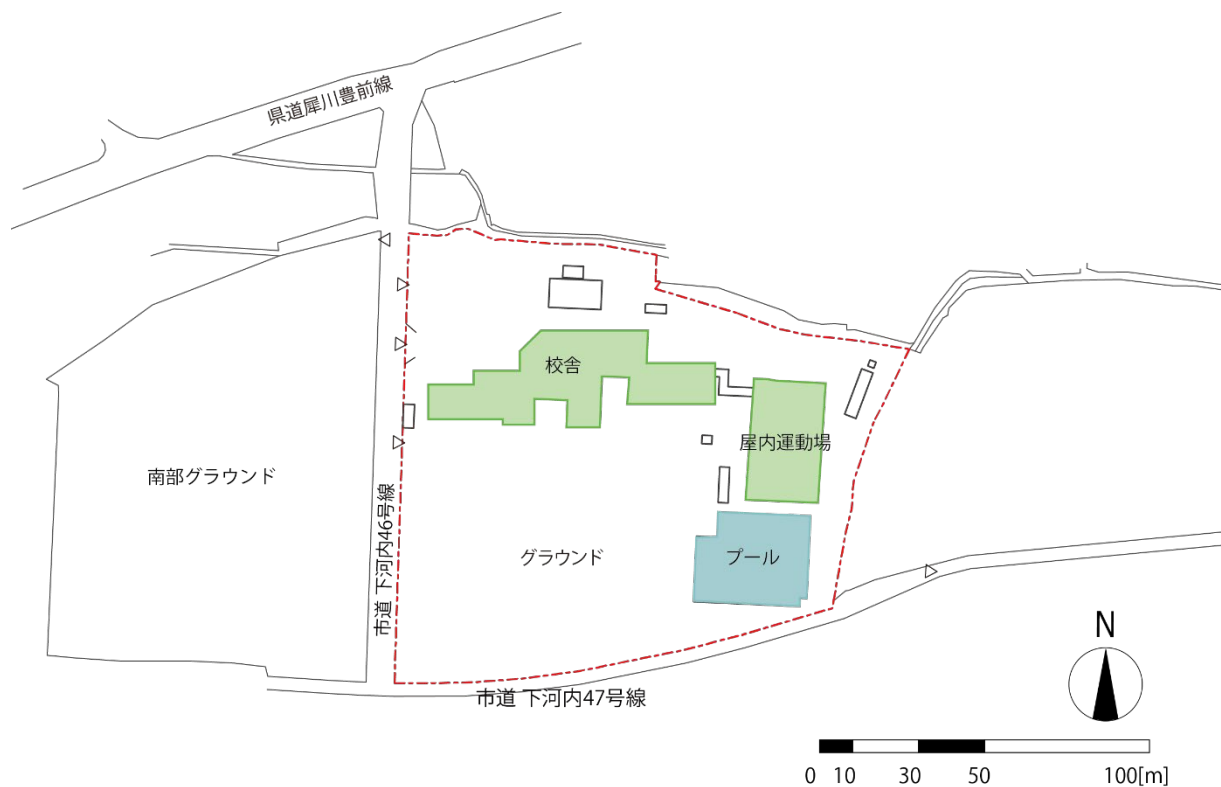 県道犀川豊前線
校舎
屋内運動場
南部グラウンド
市道 下河内46号線
グラウンド
プール
市道 下河内47号線
N
0 10 30 50 100[m]